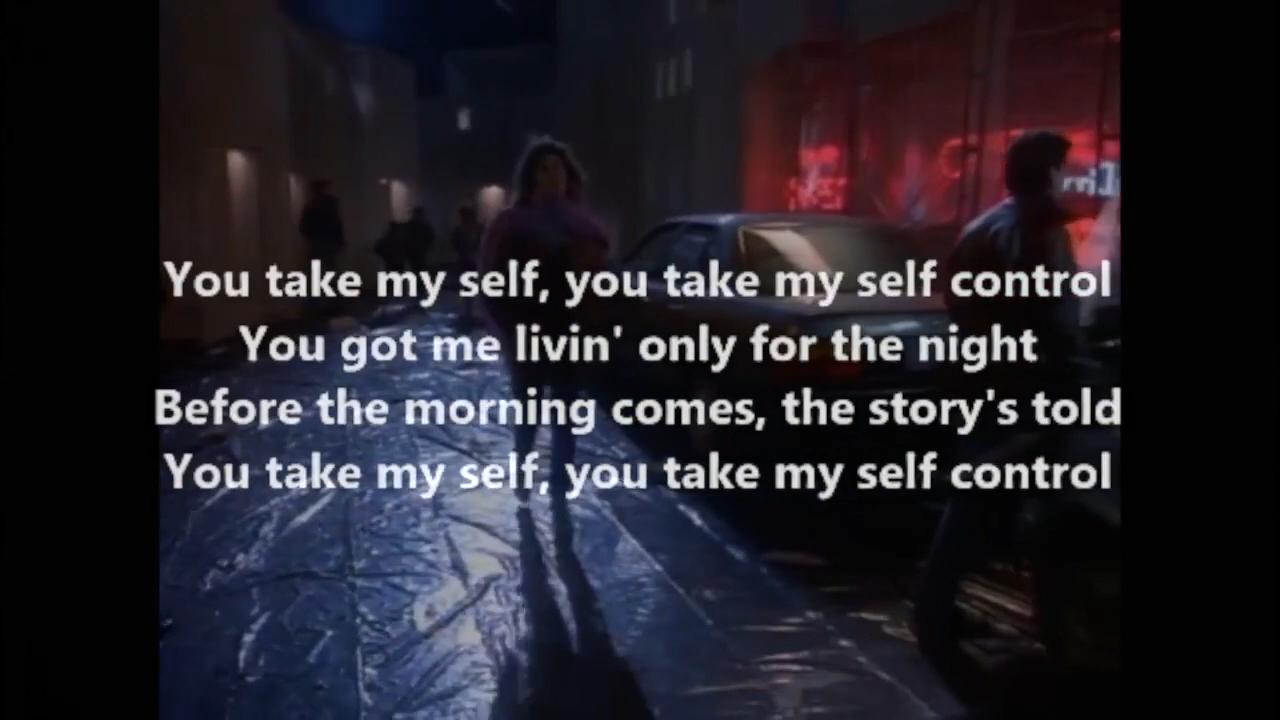 You take my self, you take my self control
You got me livin' only for the night
Before the morning comes, the story's told
You take my self, you take my self control